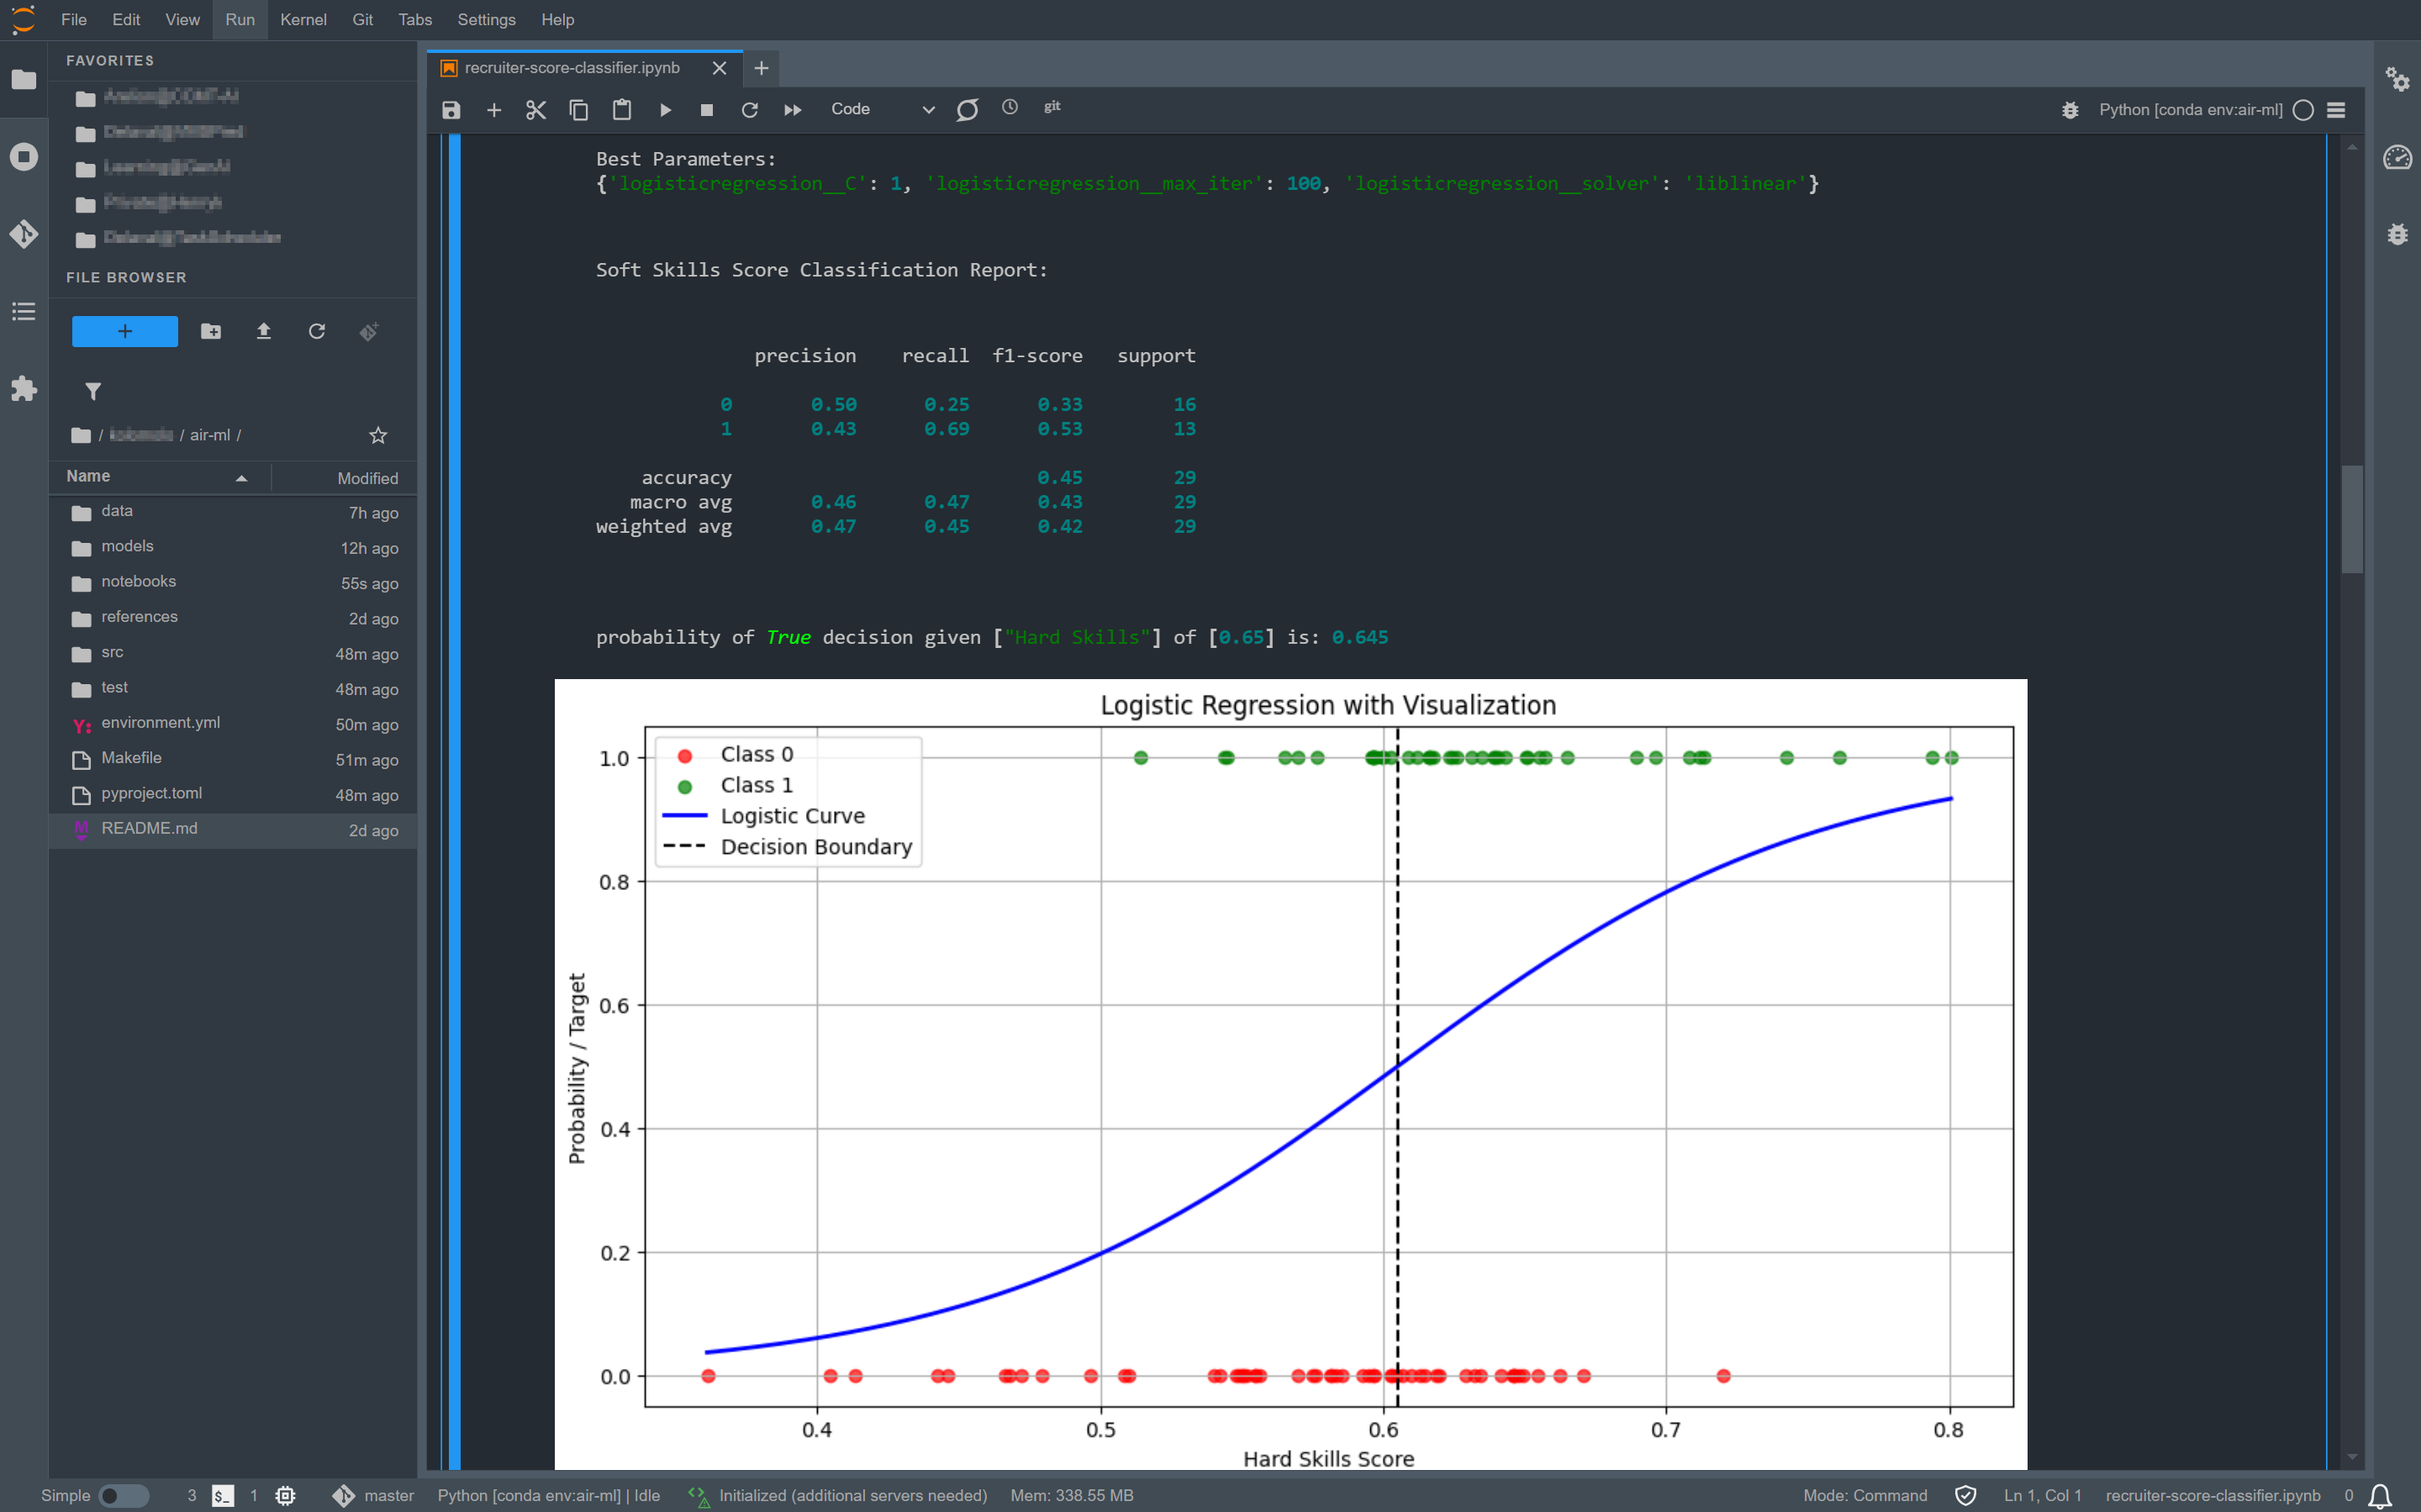 File Edit View Run Kernel Git Tabs Settings Help
FAVORITES
FILE BROWSER
+
/ / air-ml /
Name Modified
data 7h ago
models 12h ago
notebooks 55s ago
references 2d ago
src 48m ago
test 48m ago
Y: environment.yml 50m ago
Makefile 51m ago
pyproject.toml 48m ago
M README.md 2d ago
recruiter-score-classifier.ipynb
Code git Python [conda env:air-ml]
Best Parameters:
{'logisticregression__C': 1, 'logisticregression__max_iter': 100, 'logisticregression__solver': 'liblinear'}
Soft Skills Score Classification Report:
precision recall f1-score support
0 0.50 0.25 0.33 16
1 0.43 0.69 0.53 13
accuracy 0.45 29
macro avg 0.46 0.47 0.43 29
weighted avg 0.47 0.45 0.42 29
probability of True decision given ["Hard Skills"] of [0.65] is: 0.645
Logistic Regression with Visualization
Class 0
Class 1
Logistic Curve
Decision Boundary
Probability / Target
1.0
0.8
0.6
0.4
0.2
0.0
0.4 0.5 0.6 0.7 0.8
Hard Skills Score
Simple 3 $_ 1 master Python [conda env:air-ml] | Idle Initialized (additional servers needed) Mem: 338.55 MB Mode: Command Ln 1, Col 1 recruiter-score-classifier.ipynb 0